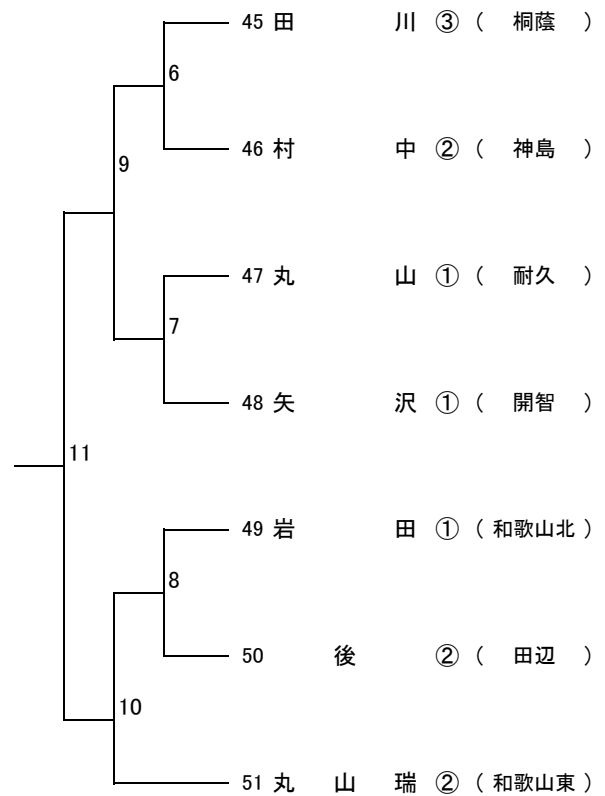 45 田 川 ③ ( 桐蔭 )
6
46 村 中 ② ( 神島 )
9
47 丸 山 ① ( 耐久 )
7
48 矢 沢 ① ( 開智 )
11
49 岩 田 ① ( 和歌山北 )
8
50 後 ② ( 田辺 )
10
51 丸 山 瑞 ② ( 和歌山東 )